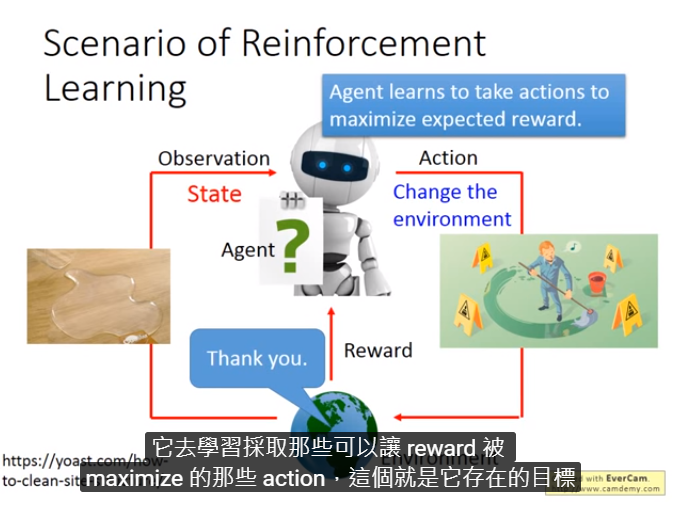 Scenario of Reinforcement
Learning
Agent learns to take actions to
maximize expected reward.
Observation
Action
State
Change the
environment
Agent
?
Thank you.
Reward
Environment
它去學習採取那些可以讓 reward 被
maximize 的那些 action,這個就是它存在的目標
https://yoast.com/how-
to-clean-site
with EverCam.
www.camdemy.com